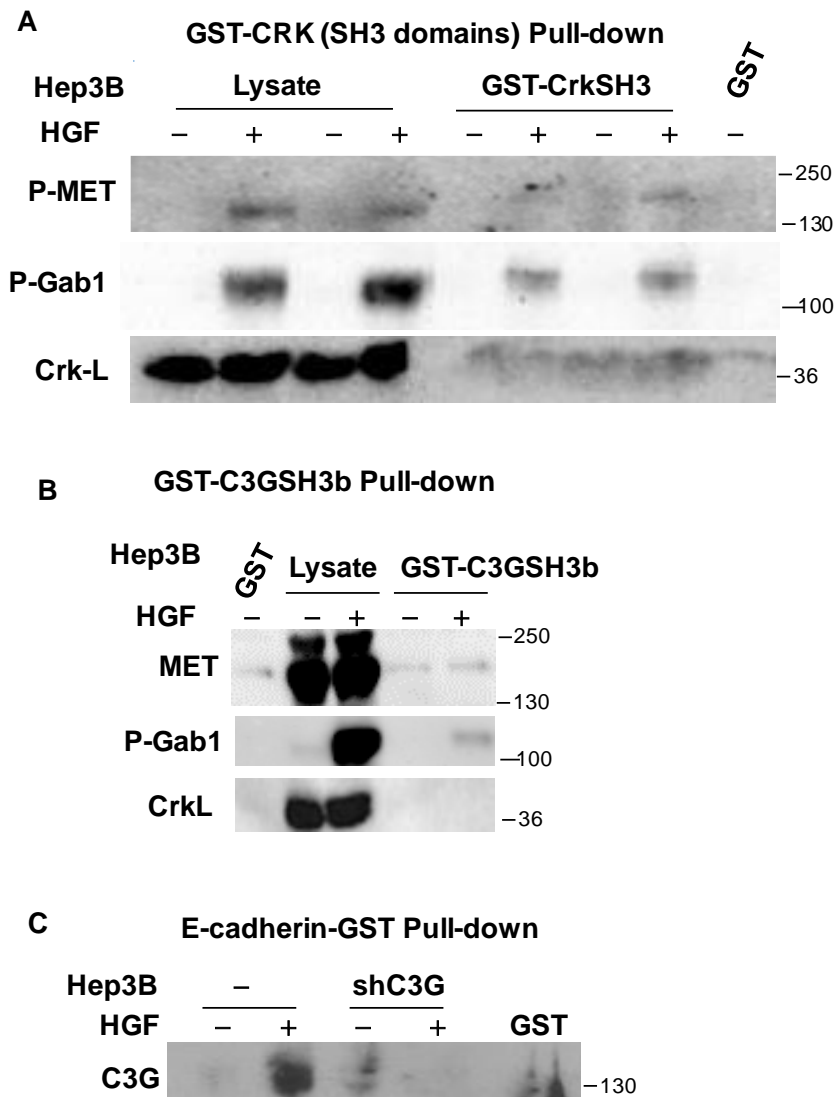 A
GST-CRK (SH3 domains) Pull-down
Hep3B Lysate GST-CrkSH3 GST
HGF − + − + − + − + −
P-MET −250
−130
P-Gab1 −100
Crk-L −36
B
GST-C3GSH3b Pull-down
Hep3B GST Lysate GST-C3GSH3b
HGF − − + − +
MET −250
−130
P-Gab1 −100
CrkL −36
C
E-cadherin-GST Pull-down
Hep3B − shC3G
HGF − + − + GST
C3G −130